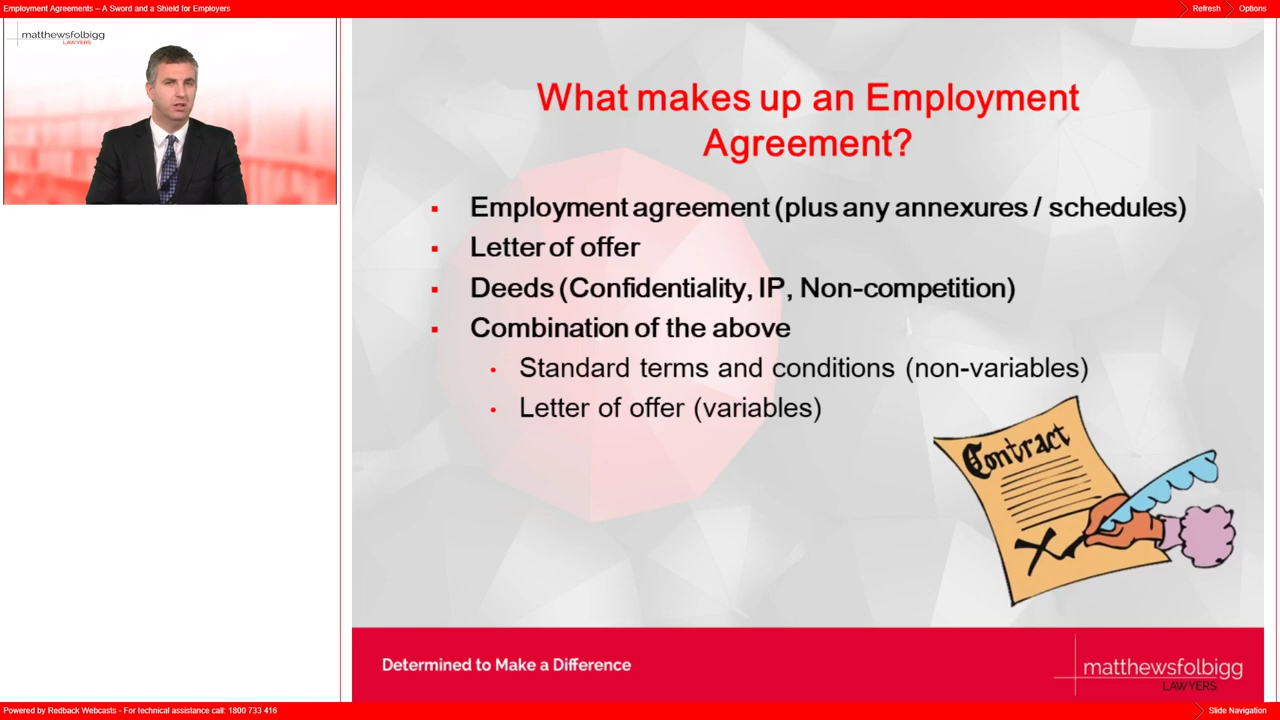 Employment Agreements – A Sword and a Shield for Employers
Refresh
Options
matthewsfolbigg
LAWYERS
What makes up an Employment
Agreement?
Employment agreement (plus any annexures / schedules)
Letter of offer
Deeds (Confidentiality, IP, Non-competition)
Combination of the above
Standard terms and conditions (non-variables)
Letter of offer (variables)
Contract
Determined to Make a Difference
matthewsfolbigg
LAWYERS
Powered by Redback Webcasts - For technical assistance call: 1800 733 416
Slide Navigation